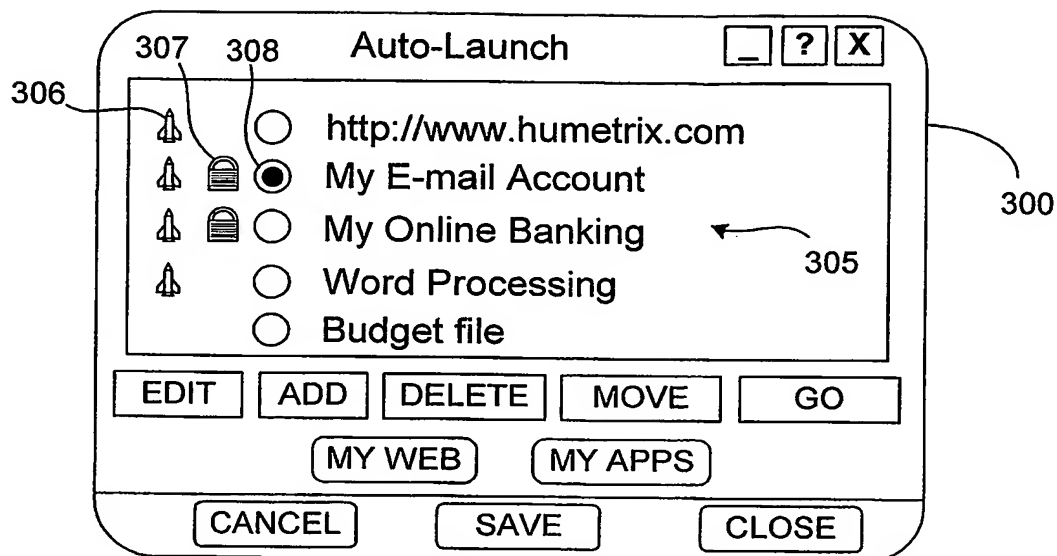 307 308 Auto-Launch _ ? X
306
http://www.humetrix.com
My E-mail Account
300
My Online Banking
305
Word Processing
Budget file
EDIT ADD DELETE MOVE GO
MY WEB MY APPS
CANCEL SAVE CLOSE